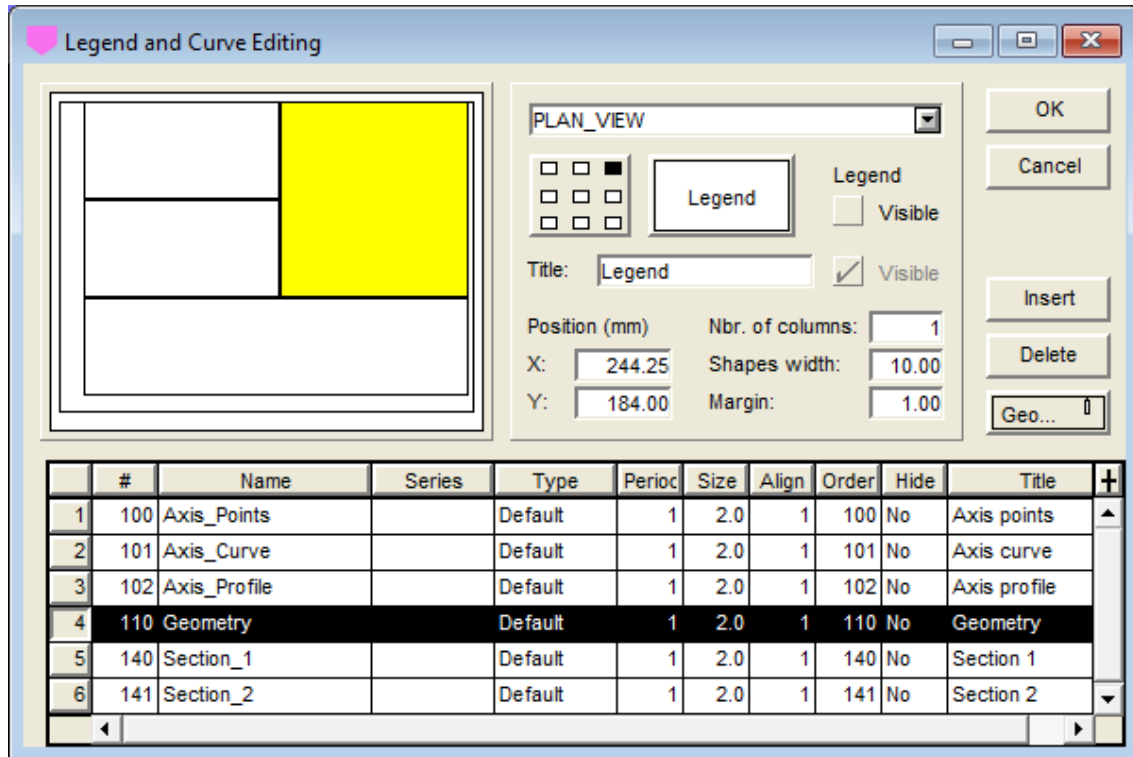 Legend and Curve Editing
PLAN_VIEW
OK
Cancel
Legend
Legend
Visible
Title: Legend
Visible
Insert
Position (mm) Nbr. of columns: 1
Delete
X: 244.25 Shapes width: 10.00
Y: 184.00 Margin: 1.00
Geo...
# Name Series Type Period Size Align Order Hide Title +
1 100 Axis_Points Default 1 2.0 1 100 No Axis points
2 101 Axis_Curve Default 1 2.0 1 101 No Axis curve
3 102 Axis_Profile Default 1 2.0 1 102 No Axis profile
4 110 Geometry Default 1 2.0 1 110 No Geometry
5 140 Section_1 Default 1 2.0 1 140 No Section 1
6 141 Section_2 Default 1 2.0 1 141 No Section 2